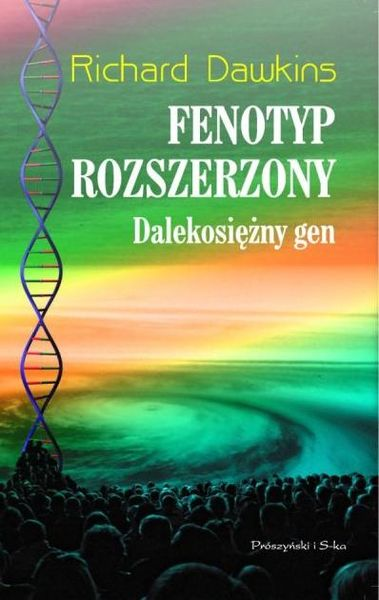 Richard Dawkins
FENOTYP
ROZSZERZONY
Dalekosiężny gen
Prószyński i S-ka